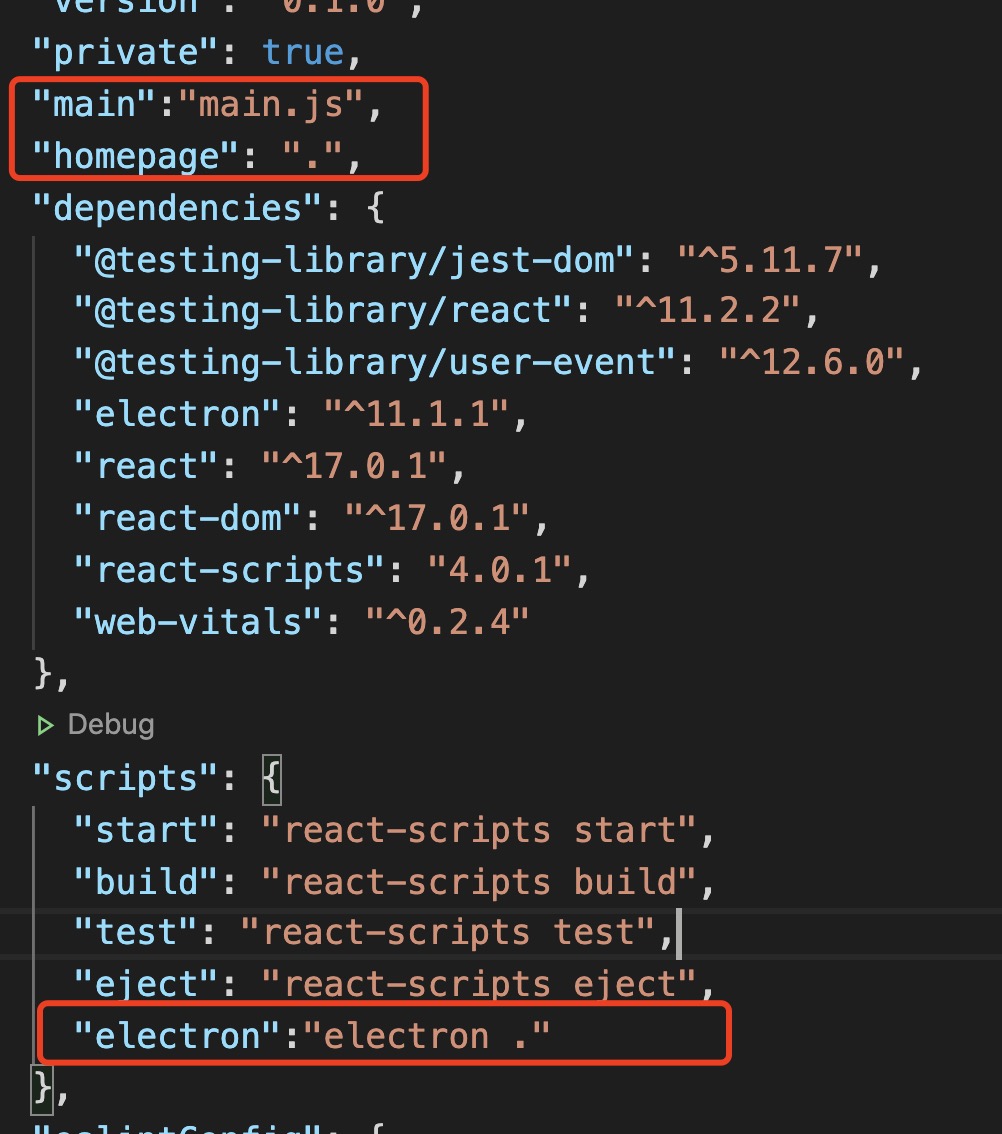 "version": "0.1.0",
"private": true,
"main":"main.js",
"homepage": ".",
"dependencies": {
"@testing-library/jest-dom": "^5.11.7",
"@testing-library/react": "^11.2.2",
"@testing-library/user-event": "^12.6.0",
"electron": "^11.1.1",
"react": "^17.0.1",
"react-dom": "^17.0.1",
"react-scripts": "4.0.1",
"web-vitals": "^0.2.4"
},
Debug
"scripts": {
"start": "react-scripts start",
"build": "react-scripts build",
"test": "react-scripts test",
"eject": "react-scripts eject",
"electron":"electron ."
},
"eslintConfig": {